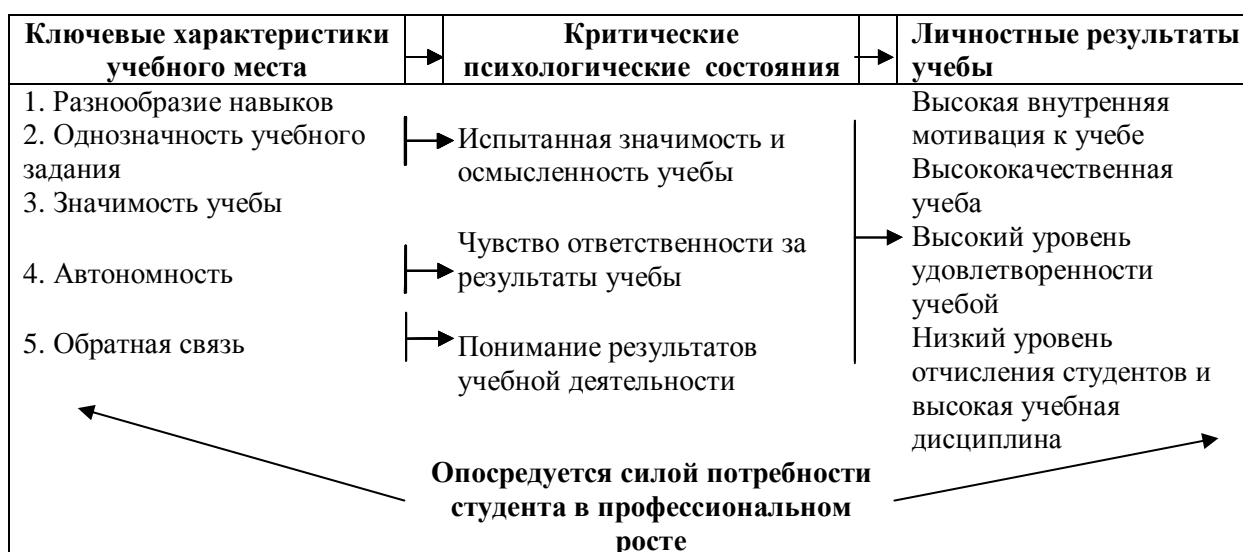 Ключевые характеристики
учебного места
Критические
психологические состояния
Личностные результаты
учебы
1. Разнообразие навыков
2. Однозначность учебного
задания
3. Значимость учебы
4. Автономность
5. Обратная связь
Испытанная значимость и
осмысленность учебы
Чувство ответственности за
результаты учебы
Понимание результатов
учебной деятельности
Высокая внутренняя
мотивация к учебе
Высококачественная
учеба
Высокий уровень
удовлетворенности
учебой
Низкий уровень
отчисления студентов и
высокая учебная
дисциплина
Опосредуется силой потребности
студента в профессиональном
росте